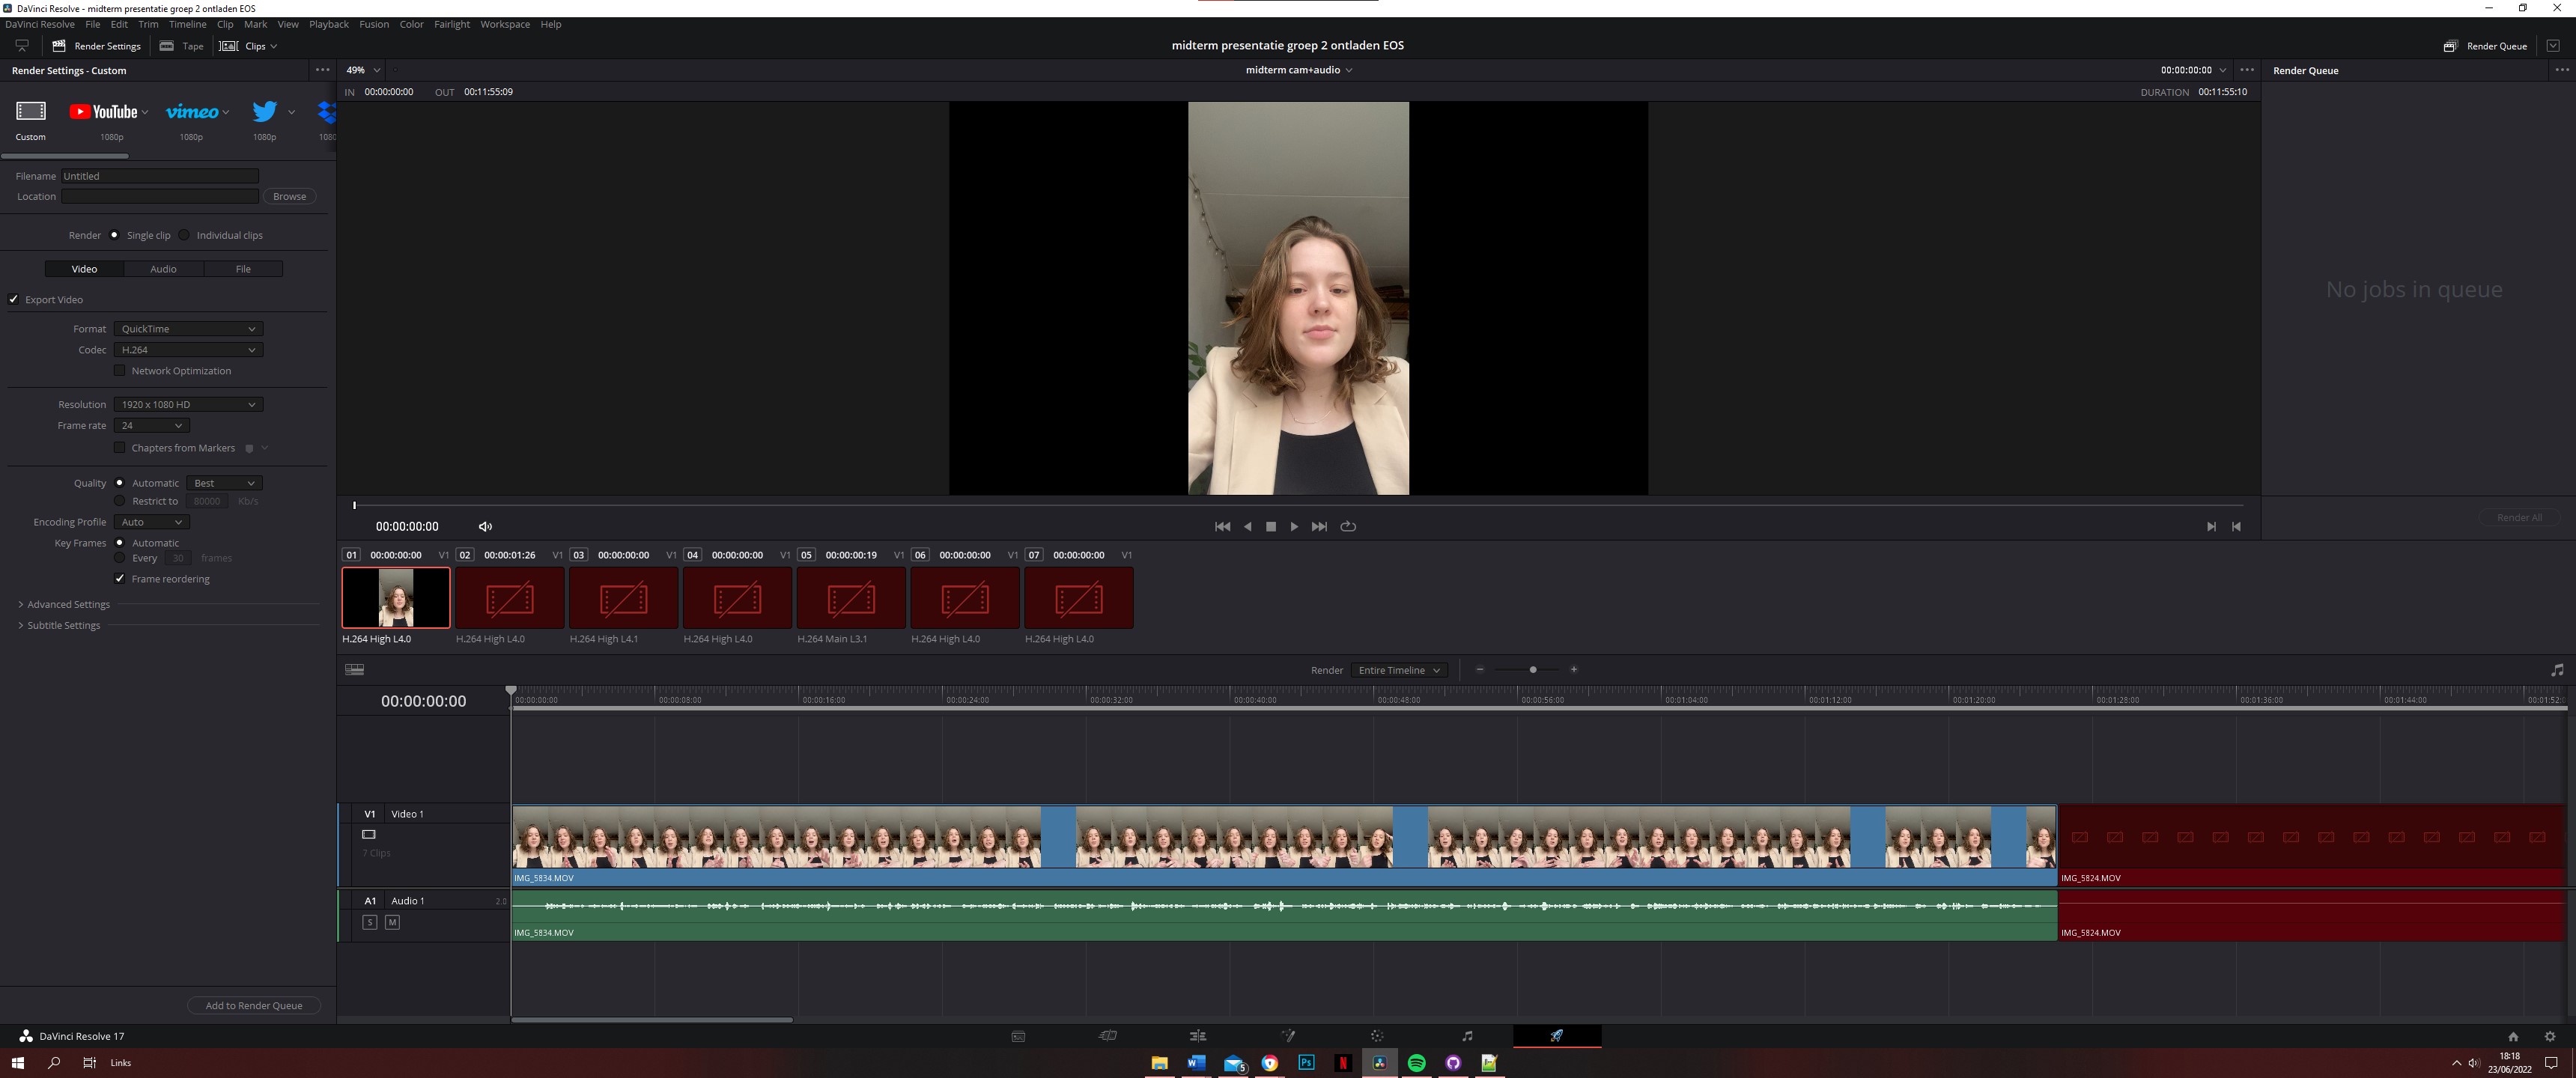 DaVinci Resolve - midterm presentatie groep 2 ontladen EOS
DaVinci Resolve File Edit Trim Timeline Clip Mark View Playback Fusion Color Fairlight Workspace Help
Render Settings Tape Clips midterm presentatie groep 2 ontladen EOS Render Queue
Render Settings - Custom 49% midterm cam+audio 00:00:00:00 Render Queue
IN 00:00:00:00 OUT 00:11:55:09 DURATION 00:11:55:10
YouTube vimeo
Custom 1080p 1080p 1080p
Filename Untitled
Location Browse
Render Single clip Individual clips
Video Audio File
Export Video
No jobs in queue
Format QuickTime
Codec H.264
Network Optimization
Resolution 1920 x 1080 HD
Frame rate 24
Chapters from Markers
Quality Automatic Best
Restrict to 80000 Kb/s
Encoding Profile Auto
Key Frames Automatic
Every 30 frames
Frame reordering
Advanced Settings
Subtitle Settings
Add to Render Queue
Render All
00:00:00:00
01 00:00:00:00 V1 02 00:00:01:26 V1 03 00:00:00:00 V1 04 00:00:00:00 V1 05 00:00:00:19 V1 06 00:00:00:00 V1 07 00:00:00:00 V1
H.264 High L4.0 H.264 High L4.0 H.264 High L4.1 H.264 High L4.0 H.264 Main L3.1 H.264 High L4.0 H.264 High L4.0
Render Entire Timeline
00:00:00:00 00:00:00:00 00:00:08:00 00:00:16:00 00:00:24:00 00:00:32:00 00:00:40:00 00:00:48:00 00:00:56:00 00:01:04:00 00:01:12:00 00:01:20:00 00:01:28:00 00:01:36:00 00:01:44:00 00:01:52:
V1 Video 1
7 Clips
IMG_5834.MOV IMG_5824.MOV
A1 Audio 1 2.0
S M
IMG_5834.MOV IMG_5824.MOV
DaVinci Resolve 17
Links
W 5 Ps N
18:18
23/06/2022